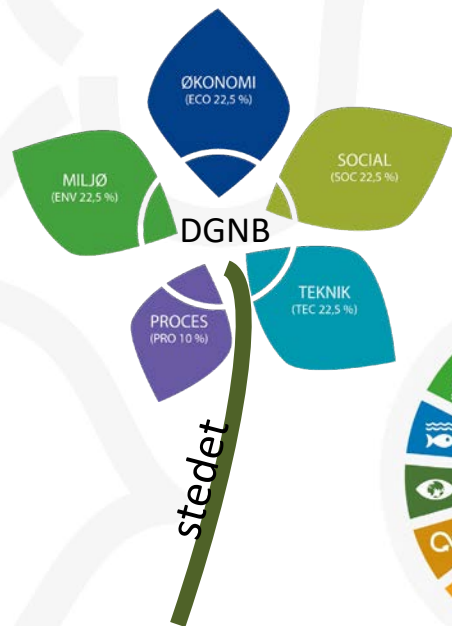 ØKONOMI
(ECO 22,5 %)
MILJØ
(ENV 22,5 %)
SOCIAL
(SOC 22,5 %)
DGNB
PROCES
(PRO 10 %)
TEKNIK
(TEC 22,5 %)
stedet